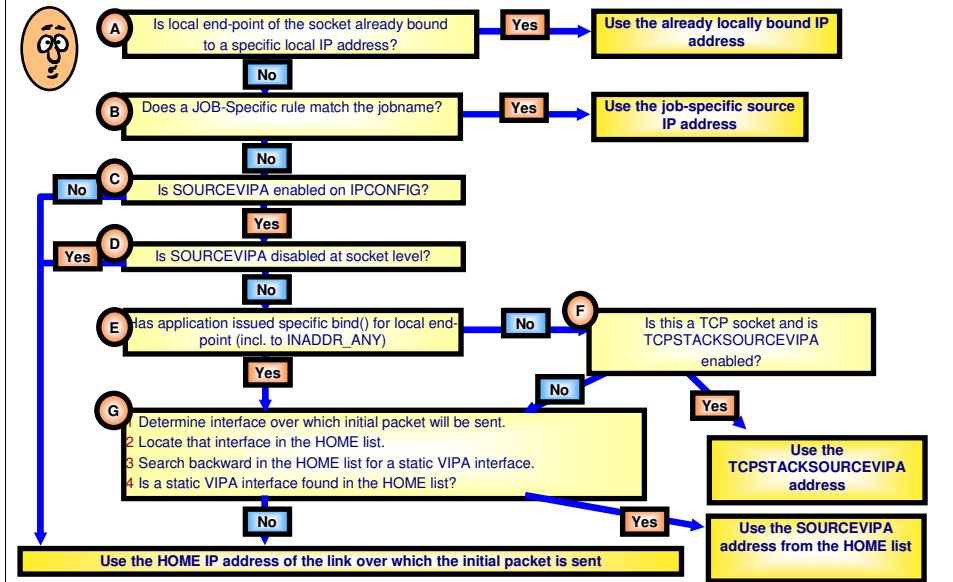 A
Is local end-point of the socket already bound
to a specific local IP address?
Yes
Use the already locally bound IP
address
No
B
Does a JOB-Specific rule match the jobname?
Yes
Use the job-specific source
IP address
No
C
No
Is SOURCEVIPA enabled on IPCONFIG?
Yes
D
Yes
Is SOURCEVIPA disabled at socket level?
No
E
Has application issued specific bind() for local end-
point (incl. to INADDR_ANY)
No
F
Is this a TCP socket and is
TCPSTACKSOURCEVIPA
enabled?
Yes
No
Yes
G
1 Determine interface over which initial packet will be sent.
2 Locate that interface in the HOME list.
3 Search backward in the HOME list for a static VIPA interface.
4 Is a static VIPA interface found in the HOME list?
Use the
TCPSTACKSOURCEVIPA
address
No
Yes
Use the SOURCEVIPA
address from the HOME list
Use the HOME IP address of the link over which the initial packet is sent